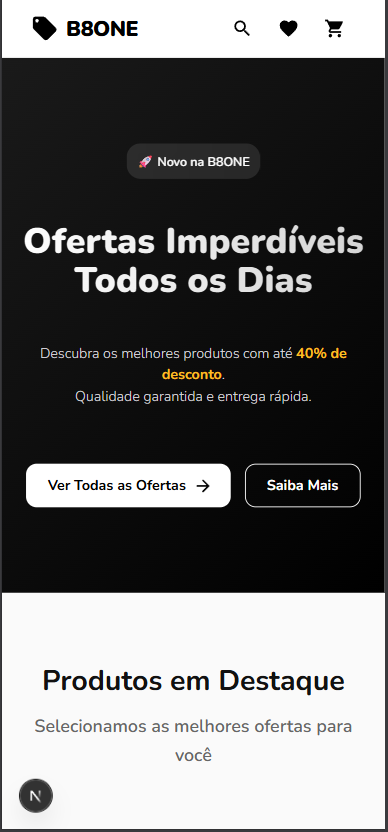 B8ONE
🚀 Novo na B8ONE
Ofertas Imperdíveis
Todos os Dias
Descubra os melhores produtos com até 40% de
desconto.
Qualidade garantida e entrega rápida.
Ver Todas as Ofertas →
Saiba Mais
Produtos em Destaque
Selecionamos as melhores ofertas para
você
N